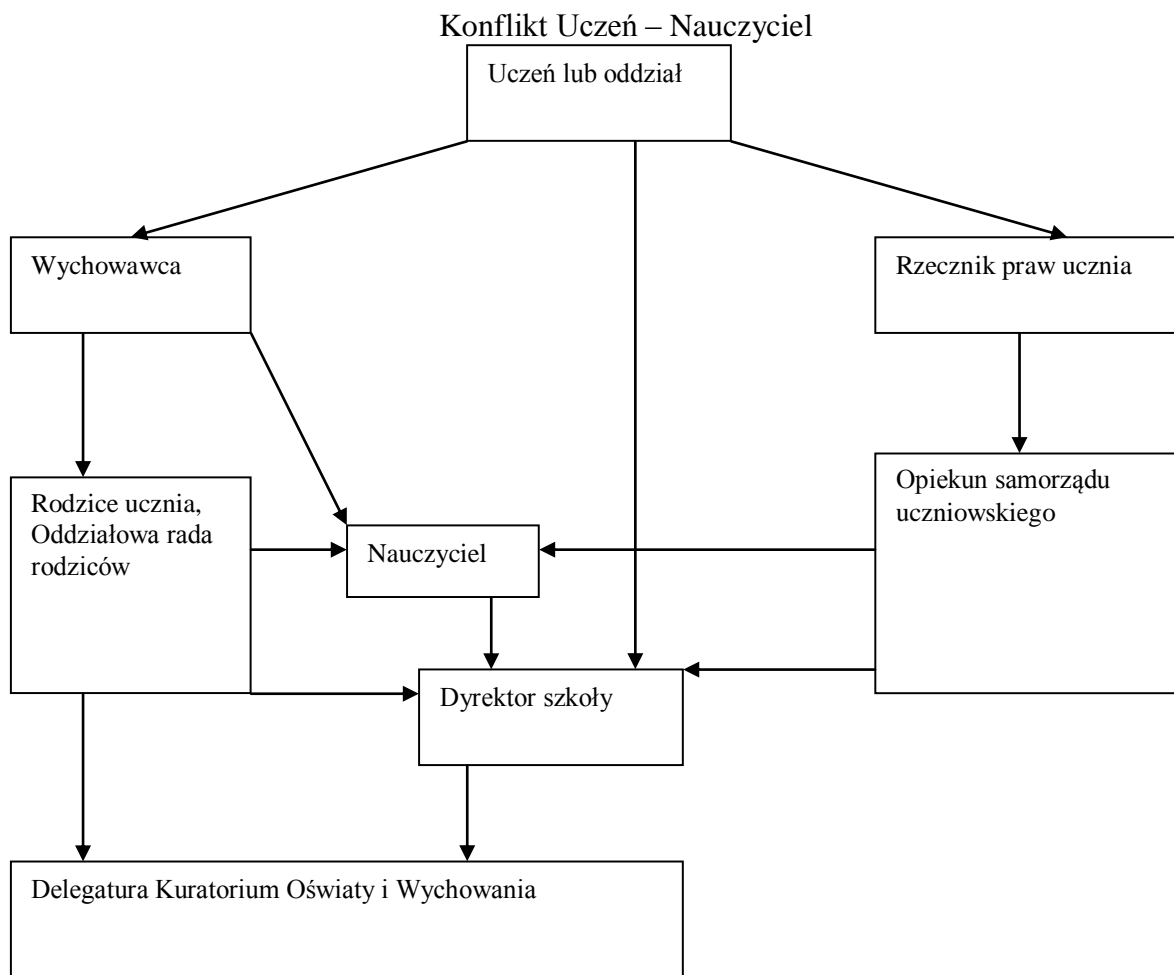 Konflikt Uczeń – Nauczyciel
Uczeń lub oddział
Wychowawca
Rzecznik praw ucznia
Rodzice ucznia,
Oddziałowa rada
rodziców
Opiekun samorządu
uczniowskiego
Nauczyciel
Dyrektor szkoły
Delegatura Kuratorium Oświaty i Wychowania